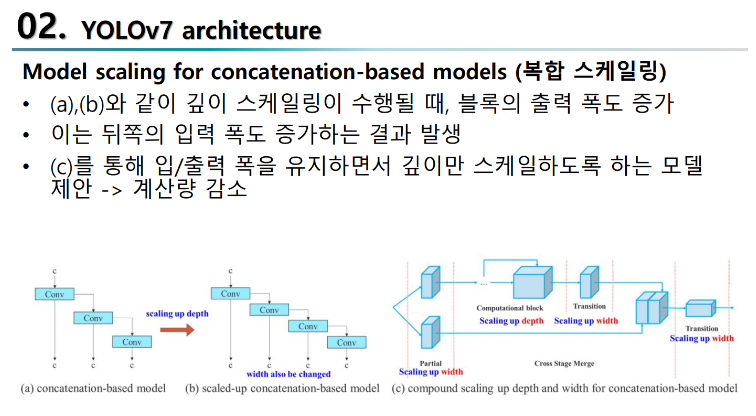 02. YOLOv7 architecture
Model scaling for concatenation-based models (복합 스케일링)
• (a),(b)와 같이 깊이 스케일링이 수행될 때, 블록의 출력 폭도 증가
• 이는 뒤쪽의 입력 폭도 증가하는 결과 발생
• (c)를 통해 입/출력 폭을 유지하면서 깊이만 스케일하도록 하는 모델
제안 -> 계산량 감소
c
Conv
Conv
Conv
c c c
(a) concatenation-based model
scaling up depth
c
Conv
Conv
Conv
Conv
c c c c
width also be changed
(b) scaled-up concatenation-based model
...
Computational block
Scaling up depth
Transition
Scaling up width
Transition
Scaling up width
Partial
Scaling up width
Cross Stage Merge
(c) compound scaling up depth and width for concatenation-based model